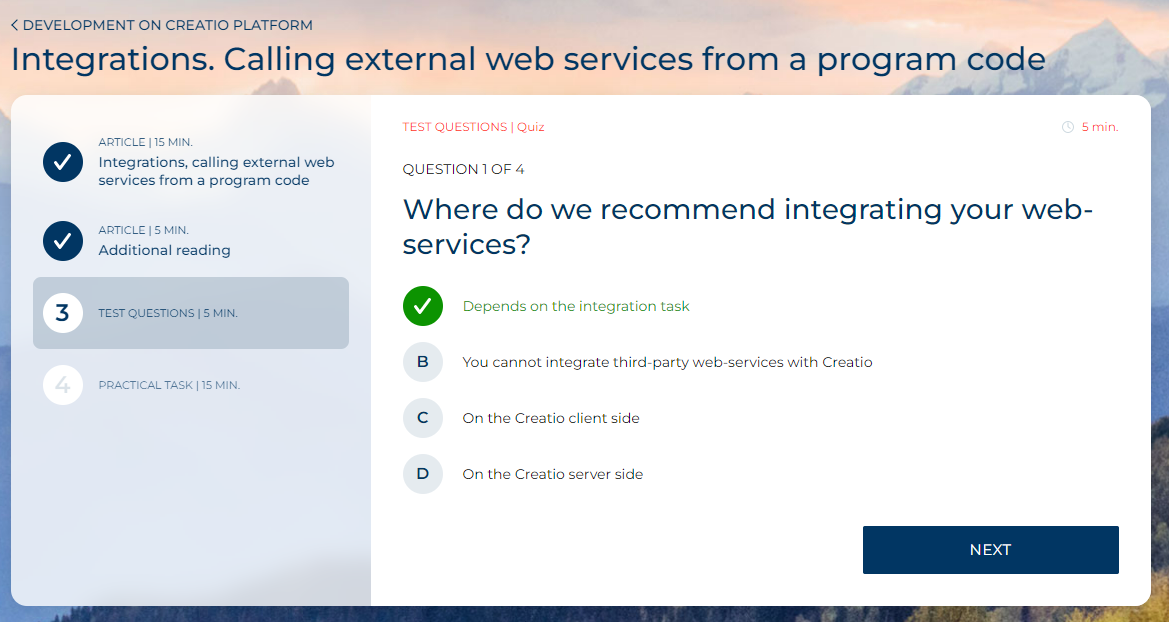 DEVELOPMENT ON CREATIO PLATFORM
Integrations. Calling external web services from a program code
ARTICLE | 15 MIN.
Integrations, calling external web
services from a program code
ARTICLE | 5 MIN.
Additional reading
3
TEST QUESTIONS | 5 MIN.
4
PRACTICAL TASK | 15 MIN.
TEST QUESTIONS | Quiz
5 min.
QUESTION 1 OF 4
Where do we recommend integrating your web-
services?
Depends on the integration task
B You cannot integrate third-party web-services with Creatio
C On the Creatio client side
D On the Creatio server side
NEXT